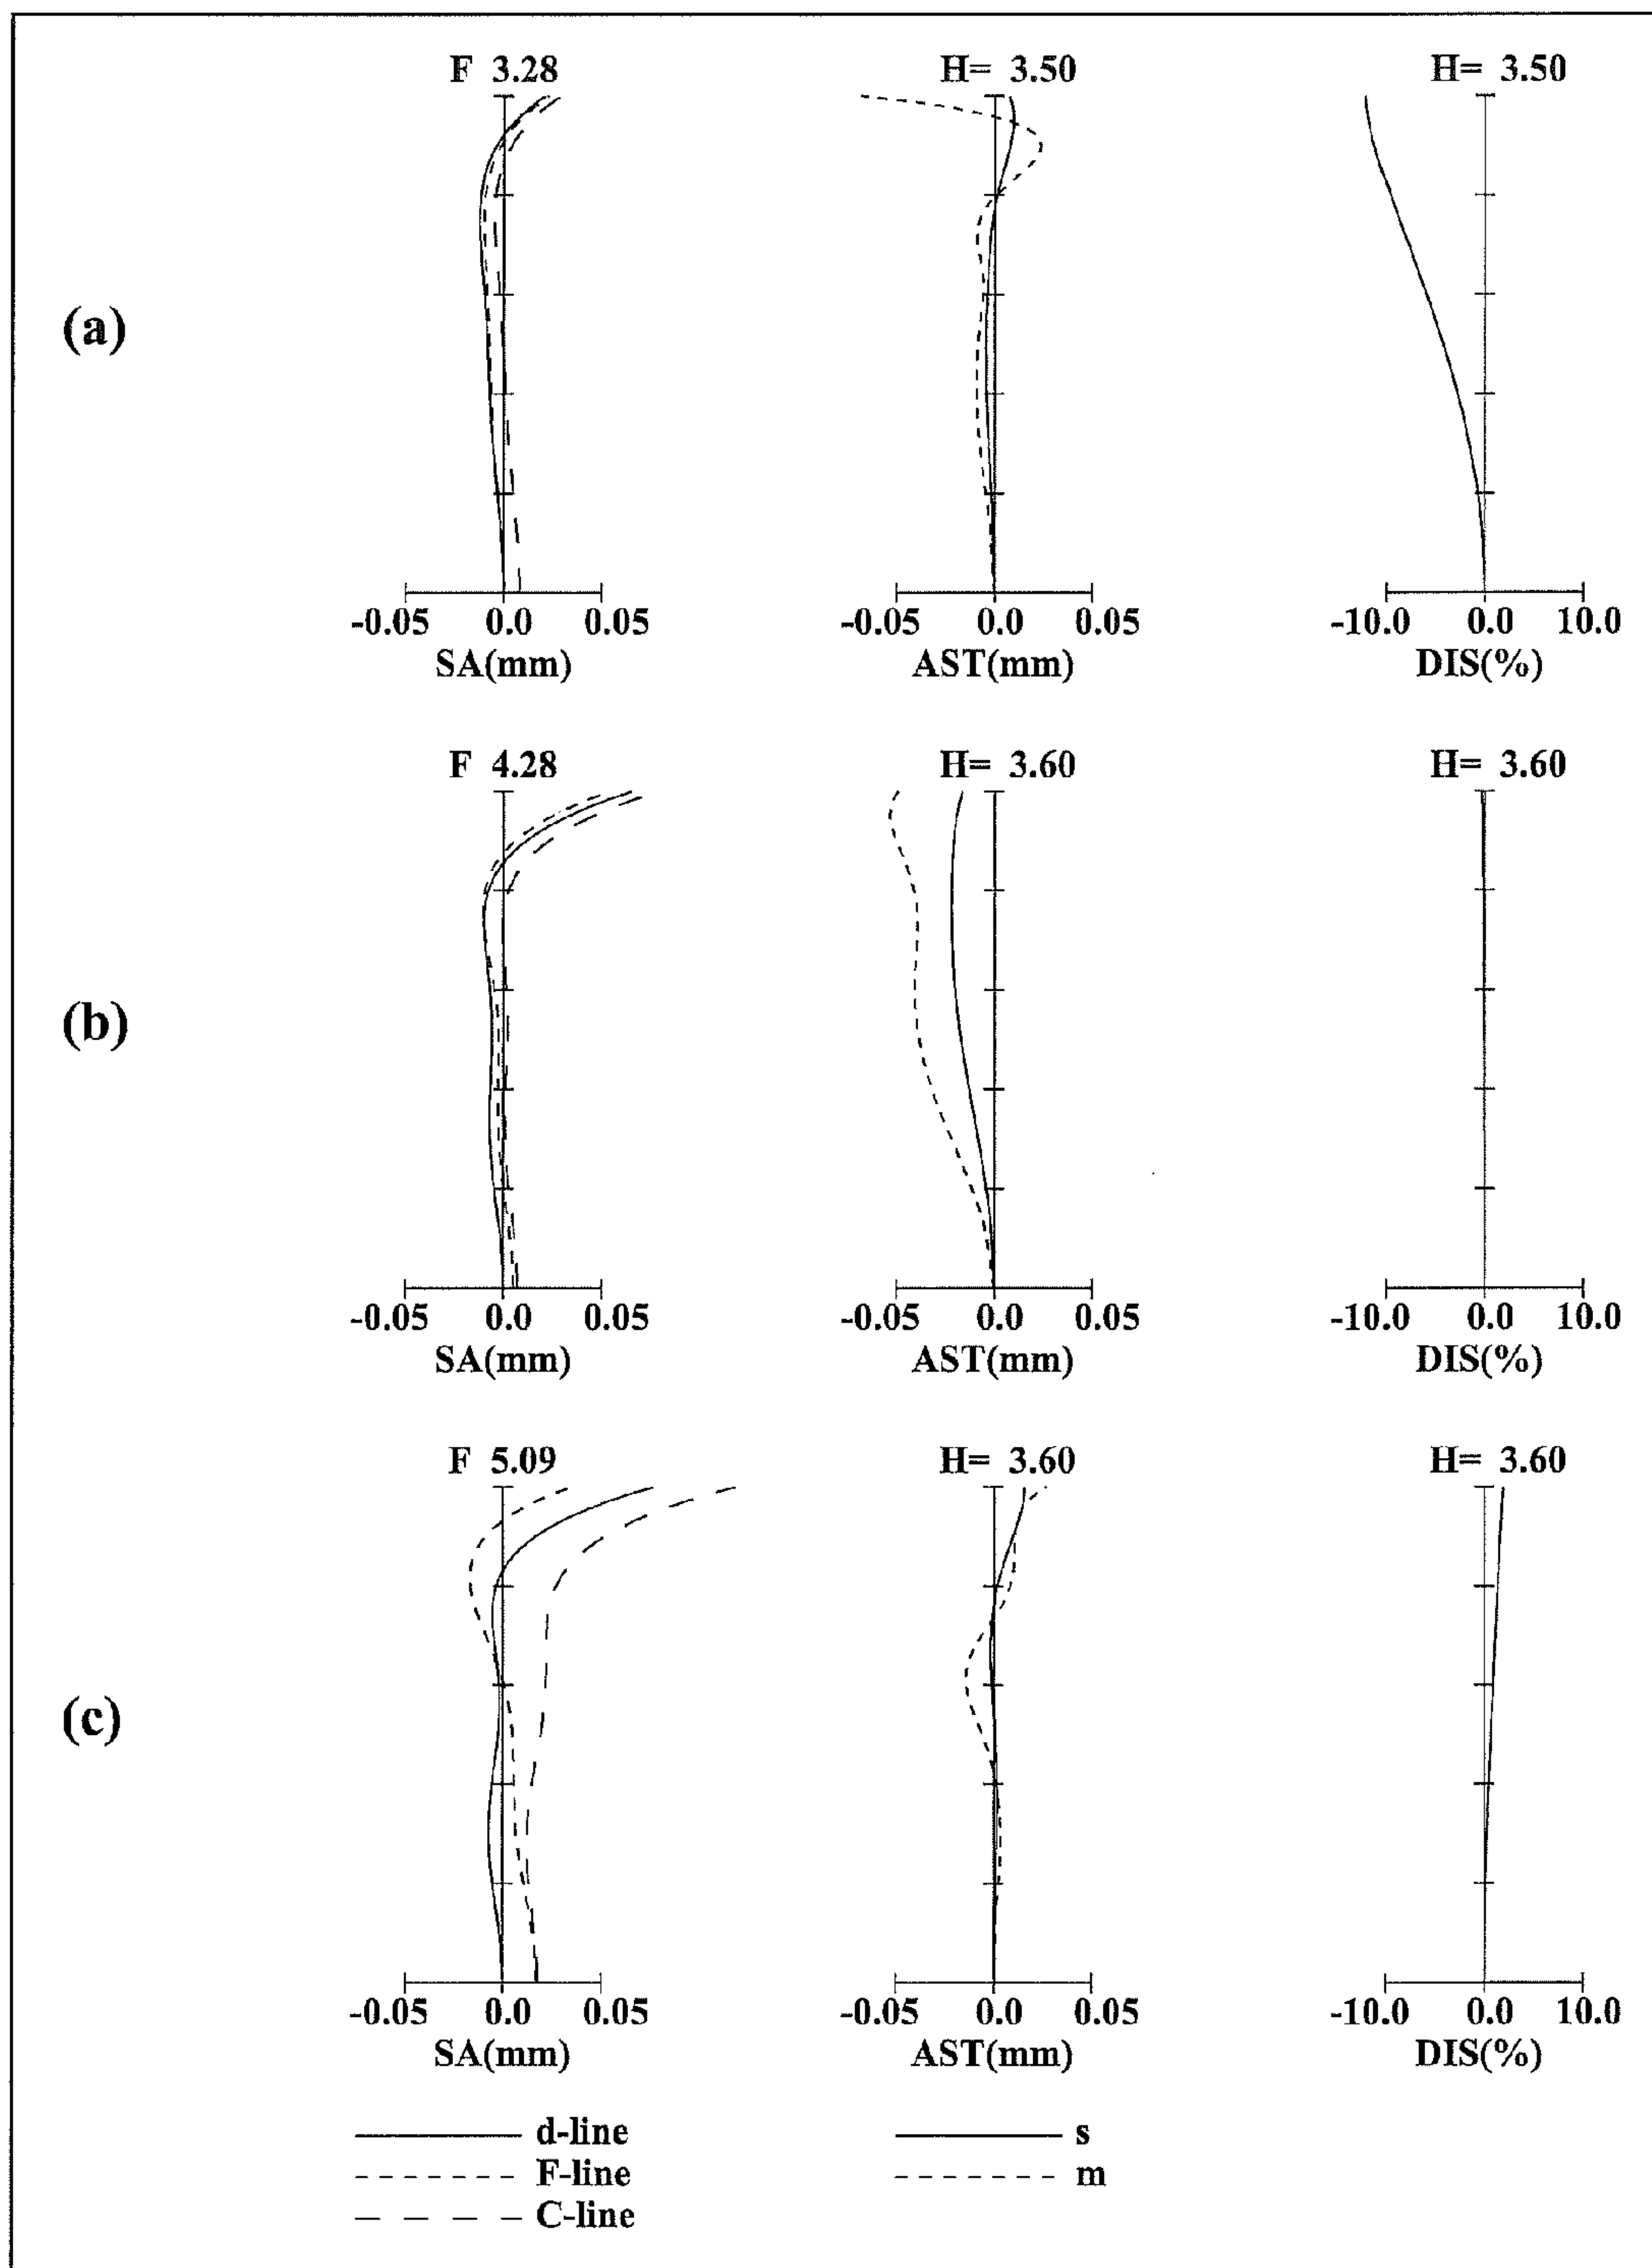 F 3.28 H= 3.50 H= 3.50
(a)
-0.05 0.0 0.05 -0.05 0.0 0.05 -10.0 0.0 10.0
SA(mm) AST(mm) DIS(%)
F 4.28 H= 3.60 H= 3.60
(b)
-0.05 0.0 0.05 -0.05 0.0 0.05 -10.0 0.0 10.0
SA(mm) AST(mm) DIS(%)
F 5.09 H= 3.60 H= 3.60
(c)
-0.05 0.0 0.05 -0.05 0.0 0.05 -10.0 0.0 10.0
SA(mm) AST(mm) DIS(%)
d-line s
F-line m
C-line